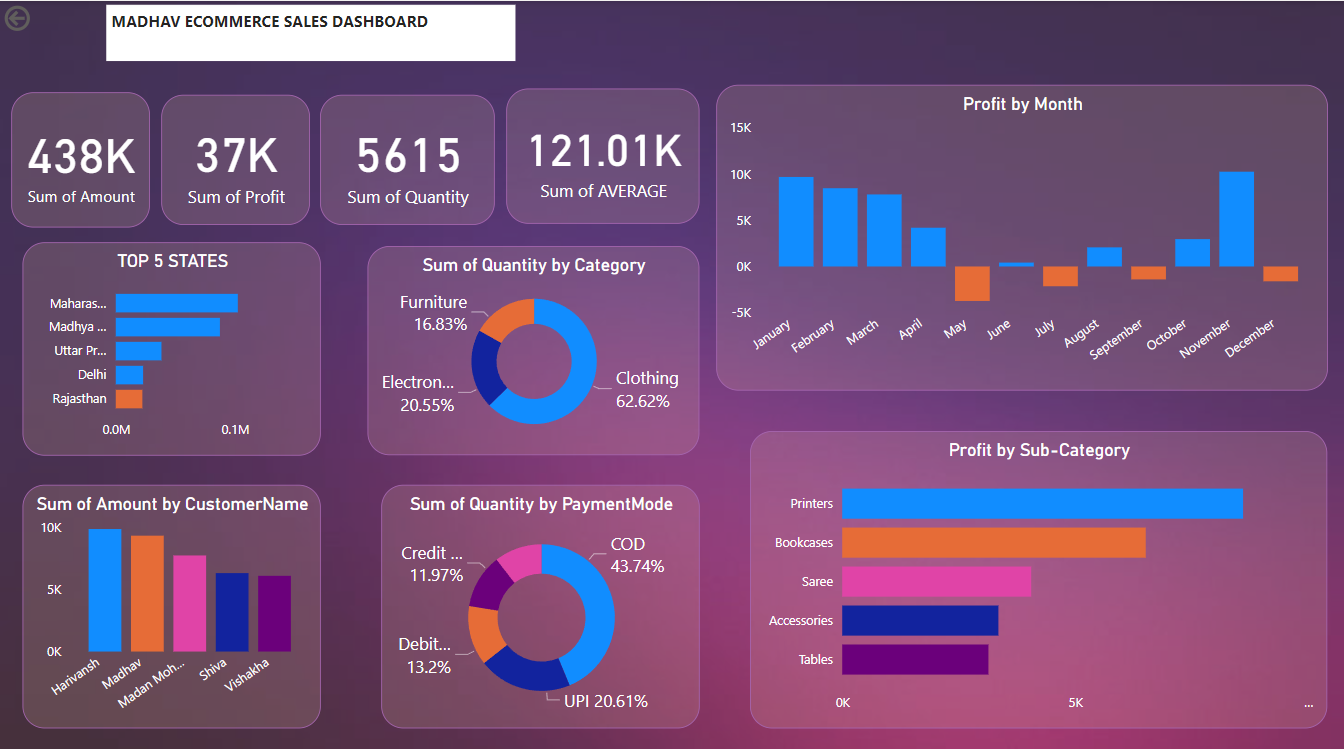 MADHAV ECOMMERCE SALES DASHBOARD
438K
Sum of Amount
37K
Sum of Profit
5615
Sum of Quantity
121.01K
Sum of AVERAGE
Profit by Month
15K
10K
5K
0K
-5K
January
February
March
April
May
June
July
August
September
October
November
December
TOP 5 STATES
Maharas...
Madhya ...
Uttar Pr...
Delhi
Rajasthan
0.0M
0.1M
Sum of Quantity by Category
Furniture
16.83%
Electron...
20.55%
Clothing
62.62%
Profit by Sub-Category
Printers
Bookcases
Saree
Accessories
Tables
0K
5K
...
Sum of Amount by CustomerName
10K
5K
0K
Harivansh
Madhav
Madan Moh...
Shiva
Vishakha
Sum of Quantity by PaymentMode
Credit ...
11.97%
COD
43.74%
Debit...
13.2%
UPI 20.61%